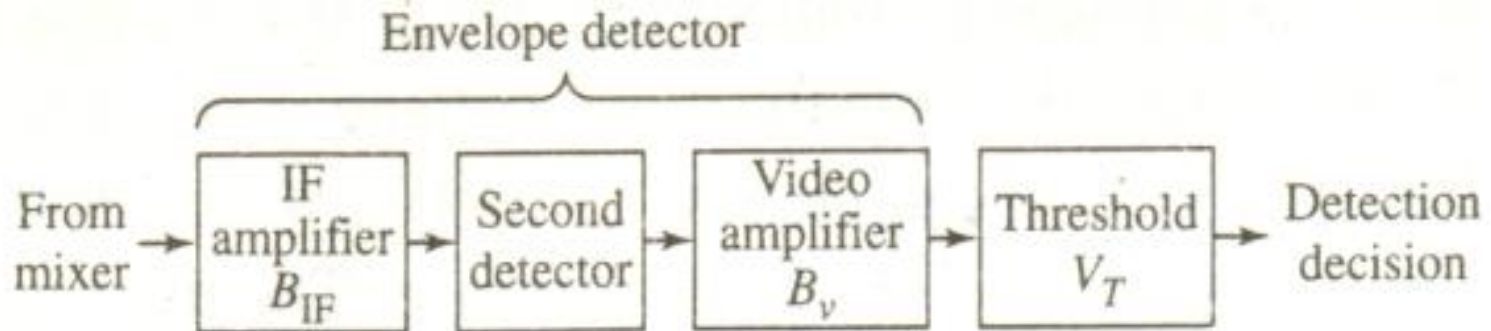 Envelope detector
From
mixer
IF
amplifier
B_IF
Second
detector
Video
amplifier
B_v
Threshold
V_T
Detection
decision